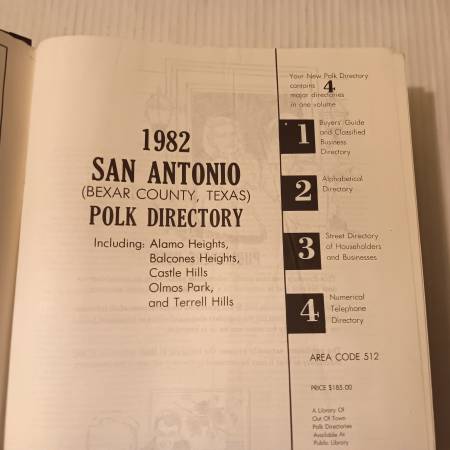 1982
SAN ANTONIO
(BEXAR COUNTY, TEXAS)
POLK DIRECTORY
Including: Alamo Heights,
Balcones Heights,
Castle Hills
Olmos Park,
and Terrell Hills
Your New Polk Directory
contains 4
major directories
in one volume
1 Buyers' Guide
and Classified
Business
Directory
2 Alphabetical
Directory
3 Street Directory
of Householders
and Businesses
4 Numerical
Telephone
Directory
AREA CODE 512
PRICE $185.00
A Library Of
Out Of Town
Polk Directories
Available At
Public Library